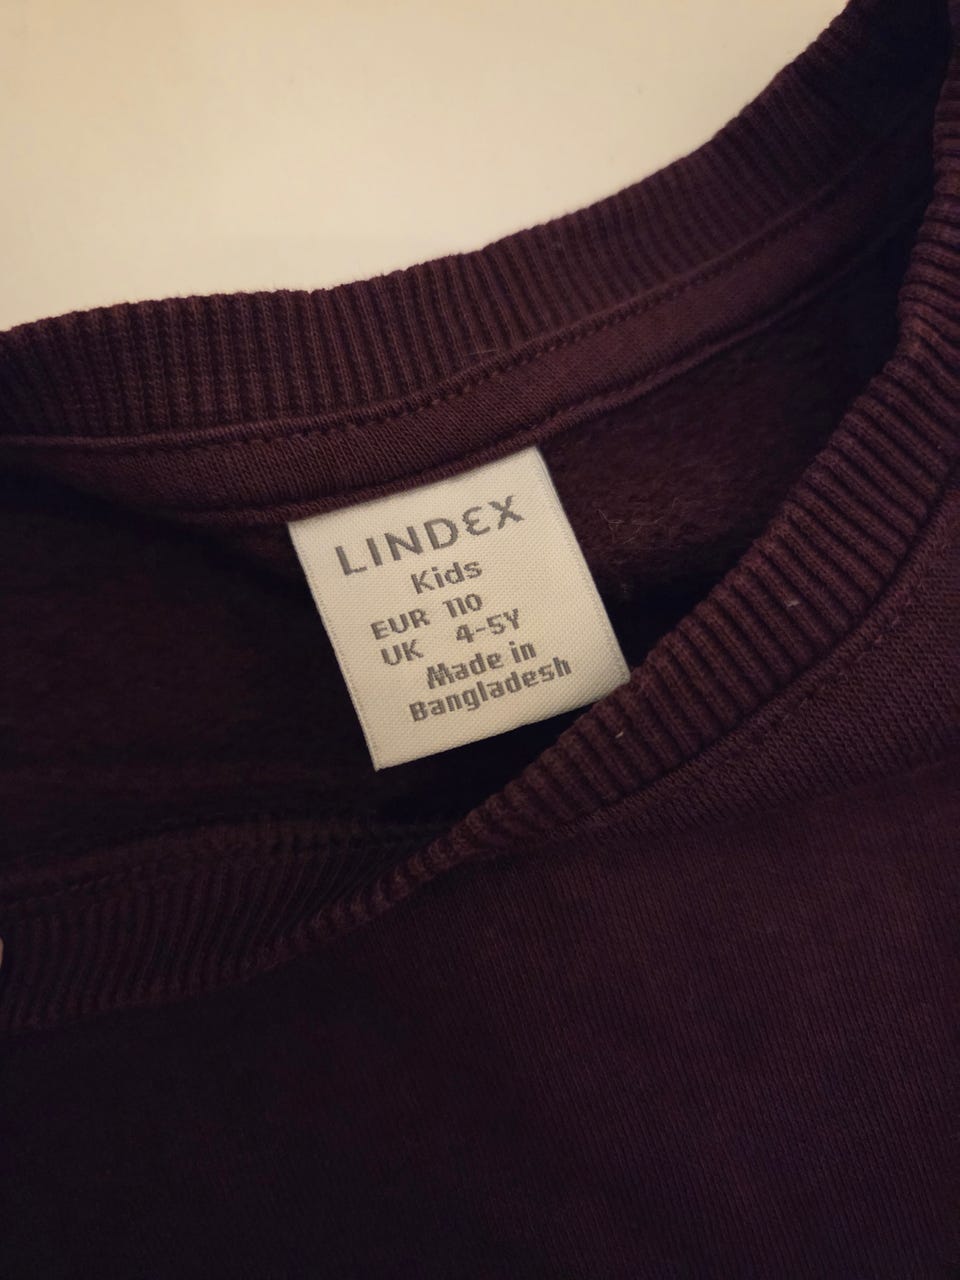 LINDEX
Kids
EUR 110
UK 4-5Y
Made in
Bangladesh